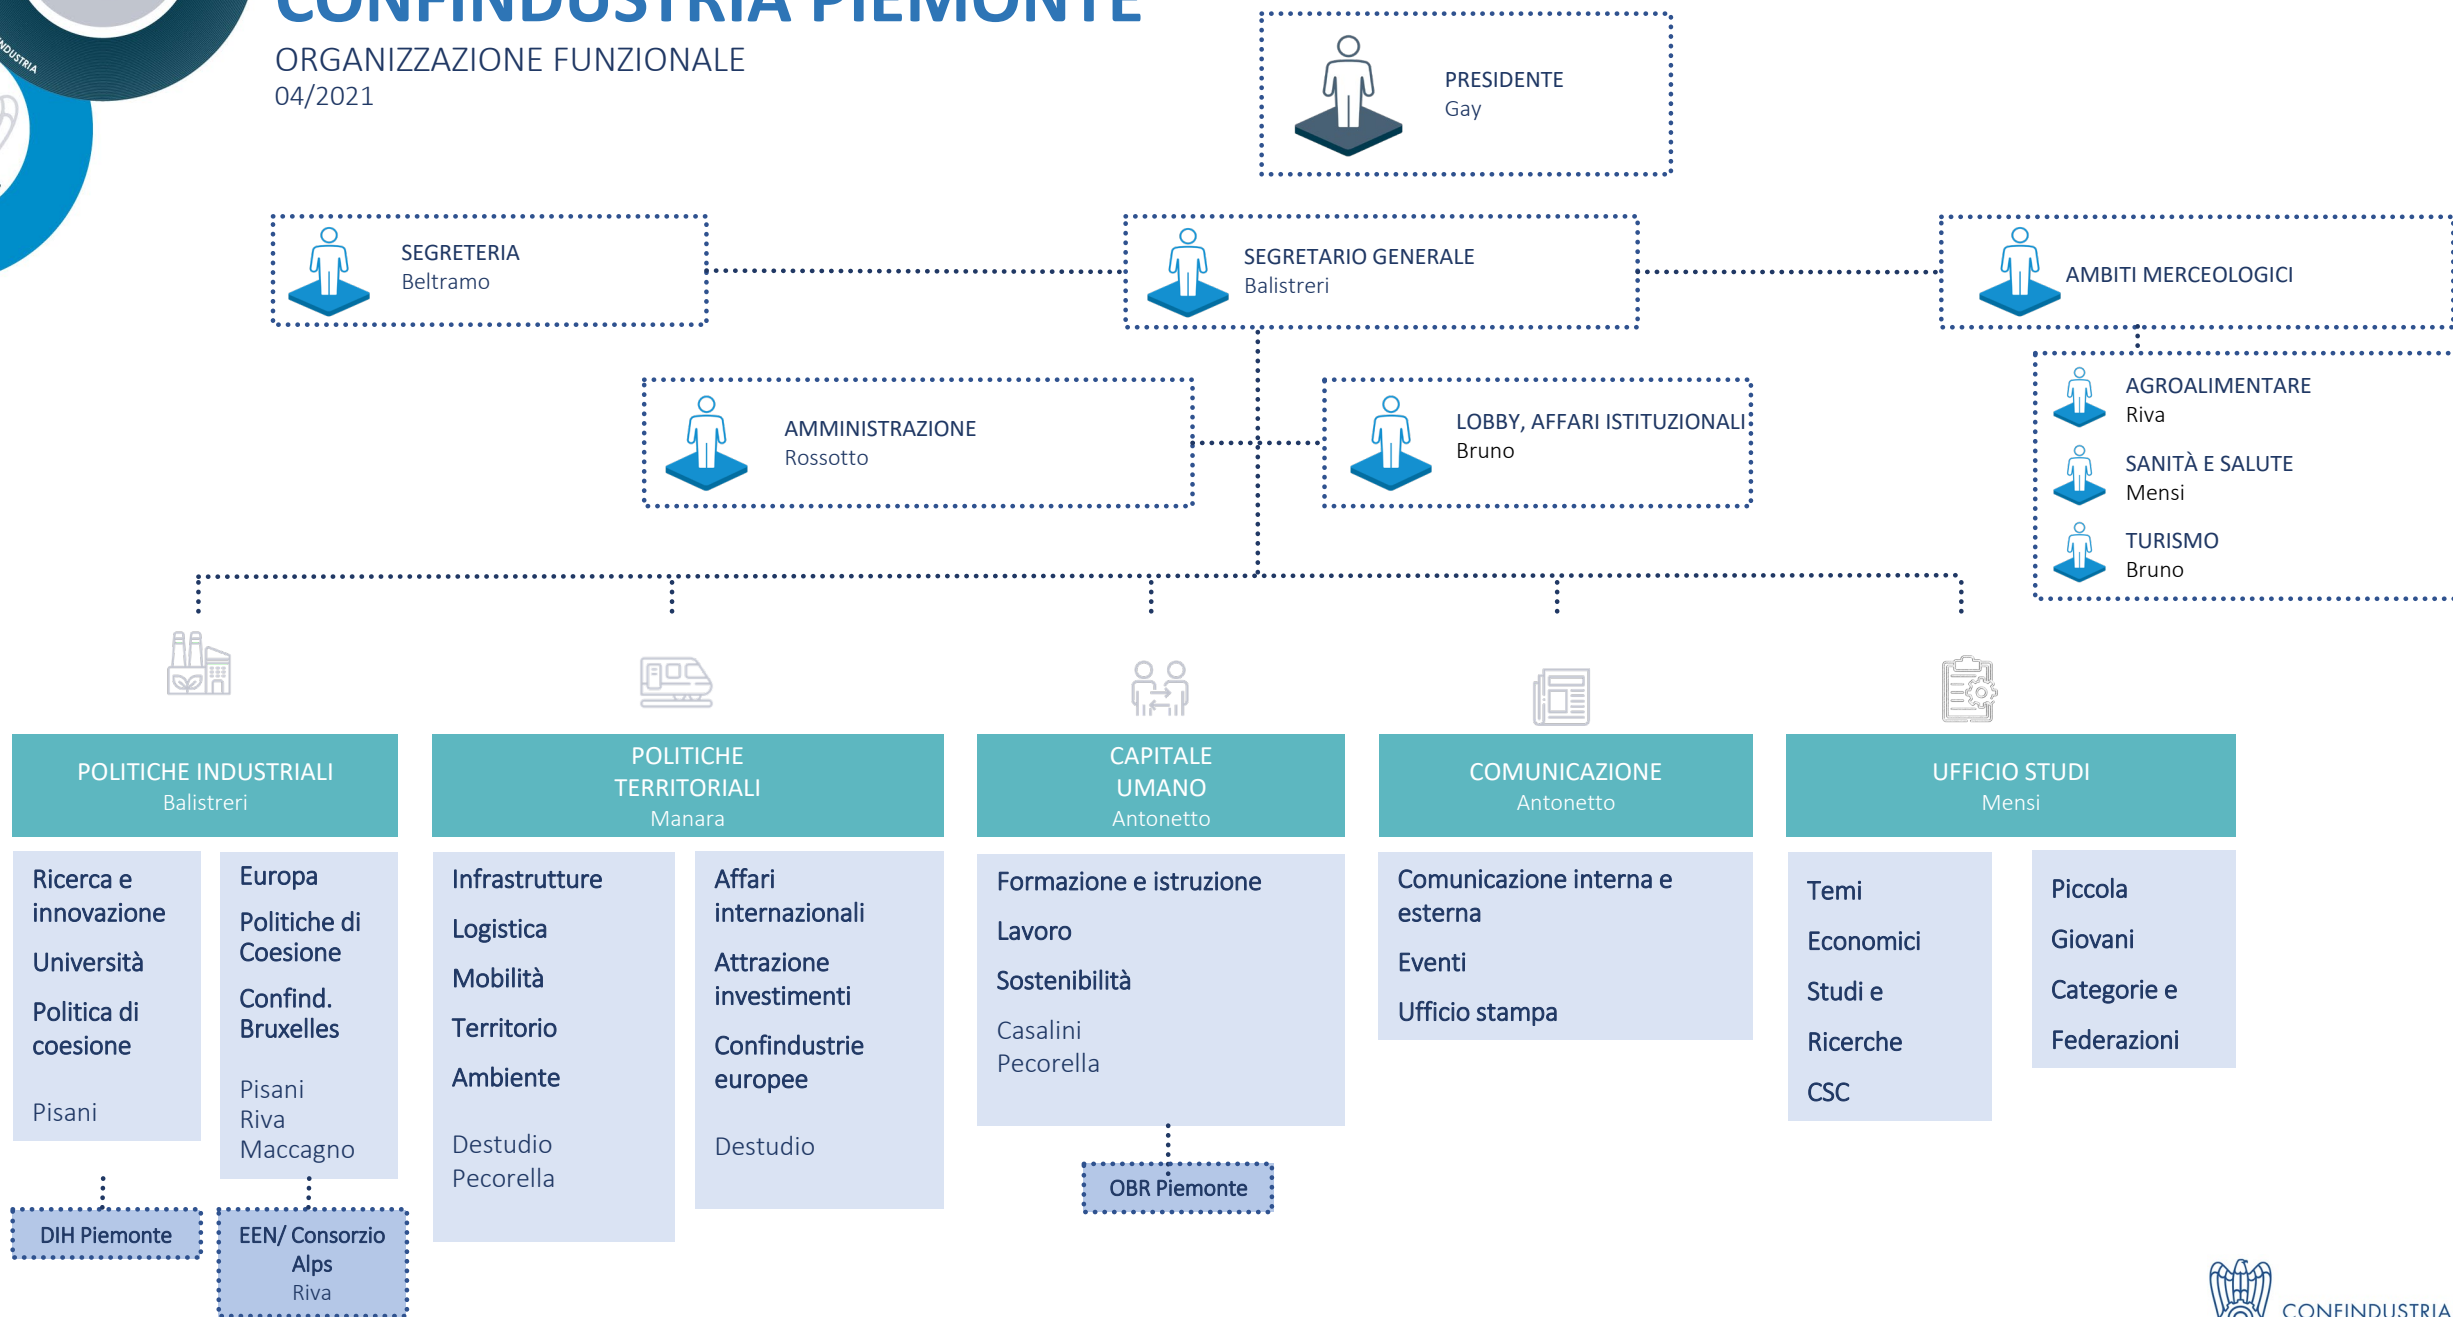 CONFINDUSTRIA PIEMONTE
ORGANIZZAZIONE FUNZIONALE
04/2021
PRESIDENTE
Gay
SEGRETERIA
Beltramo
SEGRETARIO GENERALE
Balistreri
AMBITI MERCEOLOGICI
AMMINISTRAZIONE
Rossotto
LOBBY, AFFARI ISTITUZIONALI
Bruno
AGROALIMENTARE
Riva
SANITÀ E SALUTE
Mensi
TURISMO
Bruno
POLITICHE INDUSTRIALI
Balistreri
Ricerca e
innovazione
Università
Politica di
coesione
Pisani
DIH Piemonte
Europa
Politiche di
Coesione
Confind.
Bruxelles
Pisani
Riva
Maccagno
EEN/ Consorzio
Alps
Riva
POLITICHE
TERRITORIALI
Manara
Infrastrutture
Logistica
Mobilità
Territorio
Ambiente
Destudio
Pecorella
Affari
internazionali
Attrazione
investimenti
Confindustrie
europee
Destudio
CAPITALE
UMANO
Antonetto
Formazione e istruzione
Lavoro
Sostenibilità
Casalini
Pecorella
OBR Piemonte
COMUNICAZIONE
Antonetto
Comunicazione interna e
esterna
Eventi
Ufficio stampa
UFFICIO STUDI
Mensi
Temi
Economici
Studi e
Ricerche
CSC
Piccola
Giovani
Categorie e
Federazioni
CONFINDUSTRIA